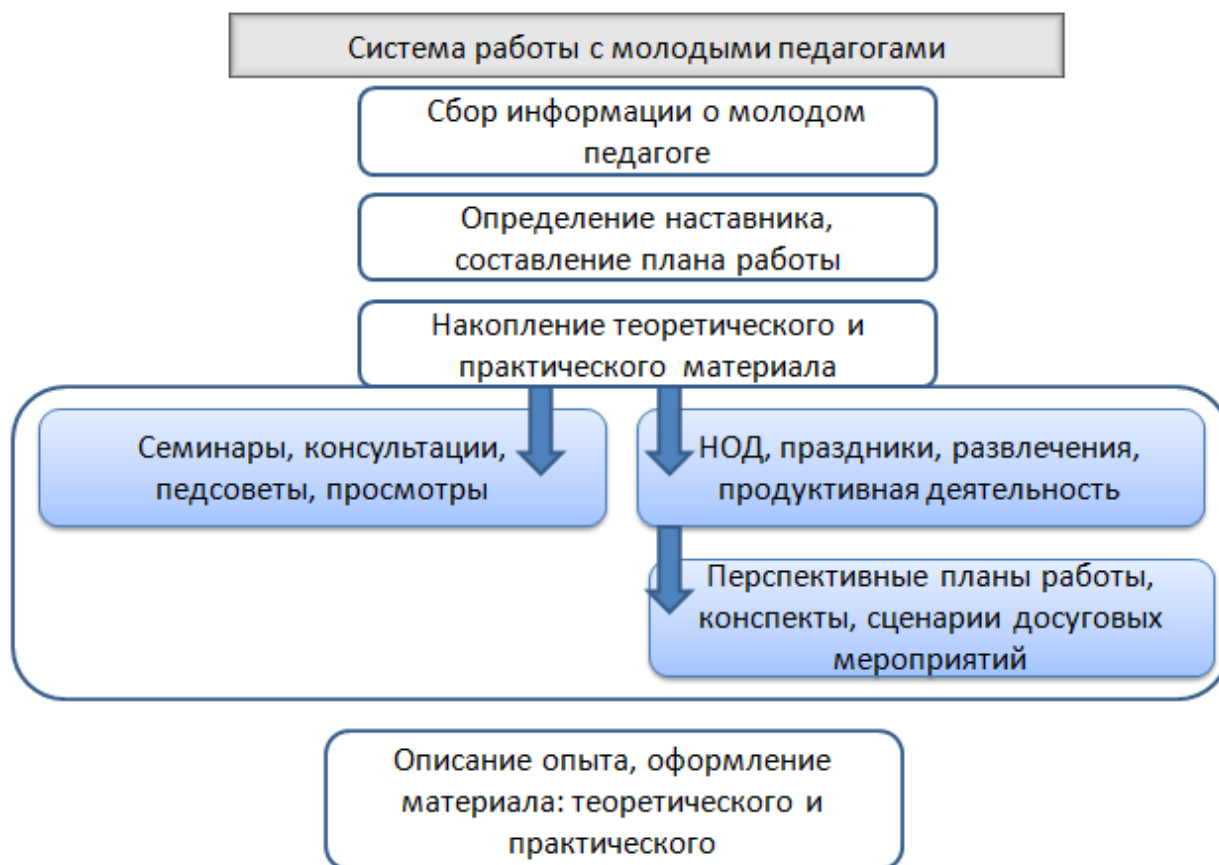 Система работы с молодыми педагогами
Сбор информации о молодом
педагоге
Определение наставника,
составление плана работы
Накопление теоретического и
практического материала
Семинары, консультации,
педсоветы, просмотры
НОД, праздники, развлечения,
продуктивная деятельность
Перспективные планы работы,
конспекты, сценарии досуговых
мероприятий
Описание опыта, оформление
материала: теоретического и
практического